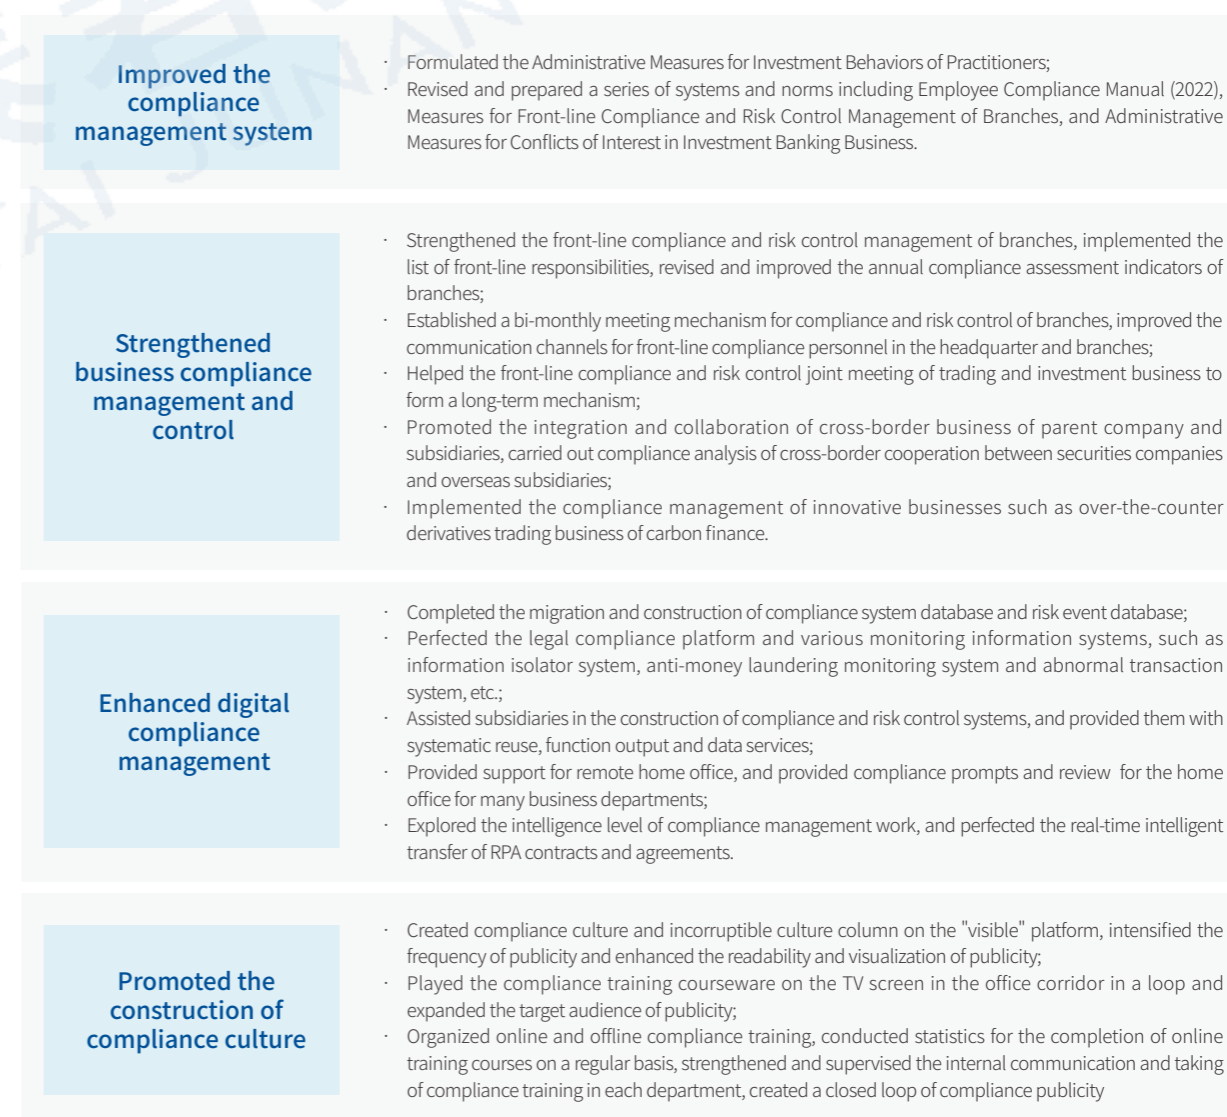 Improved the
compliance
management system
· Formulated the Administrative Measures for Investment Behaviors of Practitioners;
· Revised and prepared a series of systems and norms including Employee Compliance Manual (2022),
Measures for Front-line Compliance and Risk Control Management of Branches, and Administrative
Measures for Conflicts of Interest in Investment Banking Business.
Strengthened
business compliance
management and
control
· Strengthened the front-line compliance and risk control management of branches, implemented the
list of front-line responsibilities, revised and improved the annual compliance assessment indicators of
branches;
· Established a bi-monthly meeting mechanism for compliance and risk control of branches, improved the
communication channels for front-line compliance personnel in the headquarter and branches;
· Helped the front-line compliance and risk control joint meeting of trading and investment business to
form a long-term mechanism;
· Promoted the integration and collaboration of cross-border business of parent company and
subsidiaries, carried out compliance analysis of cross-border cooperation between securities companies
and overseas subsidiaries;
· Implemented the compliance management of innovative businesses such as over-the-counter
derivatives trading business of carbon finance.
Enhanced digital
compliance
management
· Completed the migration and construction of compliance system database and risk event database;
· Perfected the legal compliance platform and various monitoring information systems, such as
information isolator system, anti-money laundering monitoring system and abnormal transaction
system, etc.;
· Assisted subsidiaries in the construction of compliance and risk control systems, and provided them with
systematic reuse, function output and data services;
· Provided support for remote home office, and provided compliance prompts and review for the home
office for many business departments;
· Explored the intelligence level of compliance management work, and perfected the real-time intelligent
transfer of RPA contracts and agreements.
Promoted the
construction of
compliance culture
· Created compliance culture and incorruptible culture column on the "visible" platform, intensified the
frequency of publicity and enhanced the readability and visualization of publicity;
· Played the compliance training courseware on the TV screen in the office corridor in a loop and
expanded the target audience of publicity;
· Organized online and offline compliance training, conducted statistics for the completion of online
training courses on a regular basis, strengthened and supervised the internal communication and taking
of compliance training in each department, created a closed loop of compliance publicity